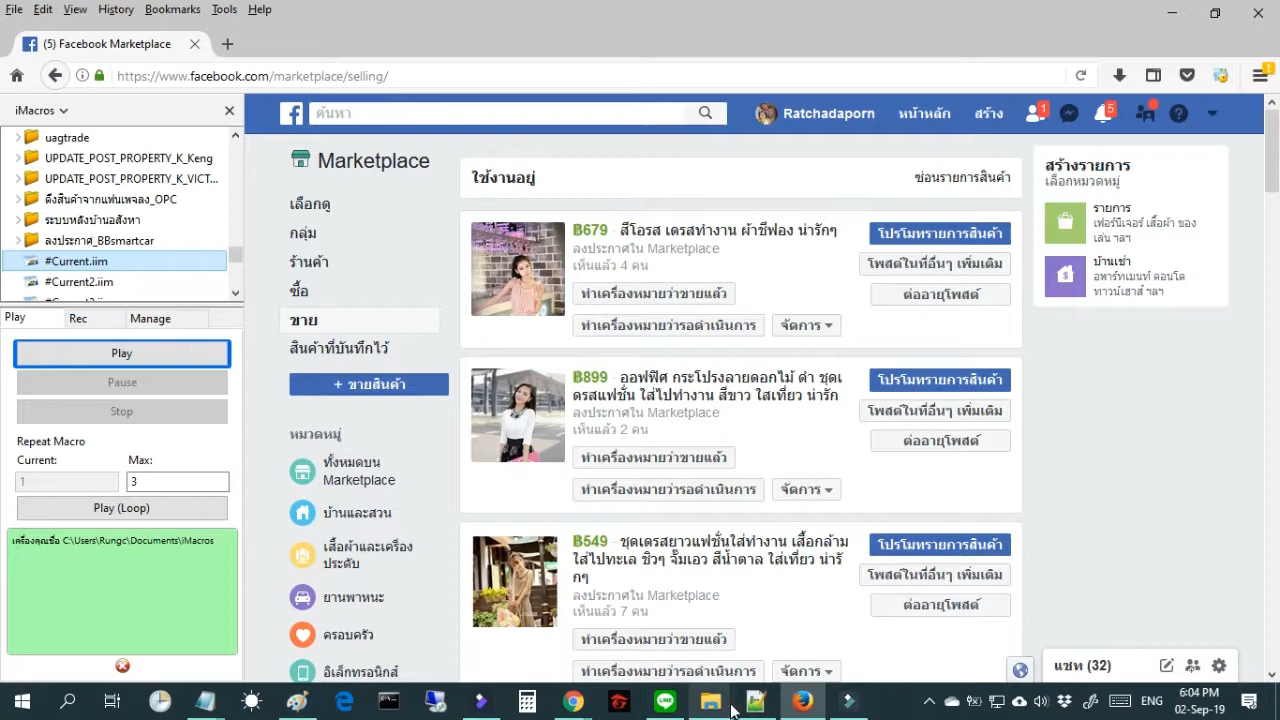 File Edit View History Bookmarks Tools Help
(5) Facebook Marketplace
https://www.facebook.com/marketplace/selling/
iMacros
uagtrade
UPDATE_POST_PROPERTY_K_Keng
UPDATE_POST_PROPERTY_K_VICT...
ดึงสินค้าจากแฟนเพจลง_OPC
ระบบหลังบ้านอสังหา
ลงประกาศ_BBsmartcar
#Current.iim
#Current2.iim
Play Rec Manage
Play
Pause
Stop
Repeat Macro
Current: Max:
1 3
Play (Loop)
เครื่องคุณชื่อ C:\Users\Rungc\Documents\iMacros
ค้นหา
Ratchadaporn หน้าหลัก สร้าง 1 5
Marketplace
เลือกดู
กลุ่ม
ร้านค้า
ซื้อ
ขาย
สินค้าที่บันทึกไว้
+ ขายสินค้า
หมวดหมู่
ทั้งหมดบน
Marketplace
บ้านและสวน
เสื้อผ้าและเครื่อง
ประดับ
ยานพาหนะ
ครอบครัว
อิเล็กทรอนิกส์
ใช้งานอยู่ ซ่อนรายการสินค้า
฿679 · สีโอรส เดรสทำงาน ผ้าชีฟอง น่ารักๆ
ลงประกาศใน Marketplace
เห็นแล้ว 4 คน
ทำเครื่องหมายว่าขายแล้ว
ทำเครื่องหมายว่ารอดำเนินการ จัดการ
โปรโมทรายการสินค้า
โพสต์ในที่อื่นๆ เพิ่มเติม
ต่ออายุโพสต์
฿899 · ออฟฟิศ กระโปรงลายดอกไม้ ดำ ชุดเ
ดรสแฟชั่น ใส่ไปทำงาน สีขาว ใสเที่ยว น่ารัก
ลงประกาศใน Marketplace
เห็นแล้ว 2 คน
ทำเครื่องหมายว่าขายแล้ว
ทำเครื่องหมายว่ารอดำเนินการ จัดการ
โปรโมทรายการสินค้า
โพสต์ในที่อื่นๆ เพิ่มเติม
ต่ออายุโพสต์
฿549 · ชุดเดรสยาวแฟชั่นใส่ทำงาน เสื้อกล้าม
ใส่ไปทะเล ชิวๆ จั๊มเอว สีน้ำตาล ใส่เที่ยว น่ารั
กๆ
ลงประกาศใน Marketplace
เห็นแล้ว 7 คน
ทำเครื่องหมายว่าขายแล้ว
ทำเครื่องหมายว่ารอดำเนินการ จัดการ
โปรโมทรายการสินค้า
โพสต์ในที่อื่นๆ เพิ่มเติม
ต่ออายุโพสต์
สร้างรายการ
เลือกหมวดหมู่
รายการ
เฟอร์นิเจอร์ เสื้อผ้า ของ
เล่น ฯลฯ
บ้านเช่า
อพาร์ทเมนท์ คอนโด
ทาวน์เฮาส์ ฯลฯ
แชท (32)
ENG
6:04 PM
02-Sep-19